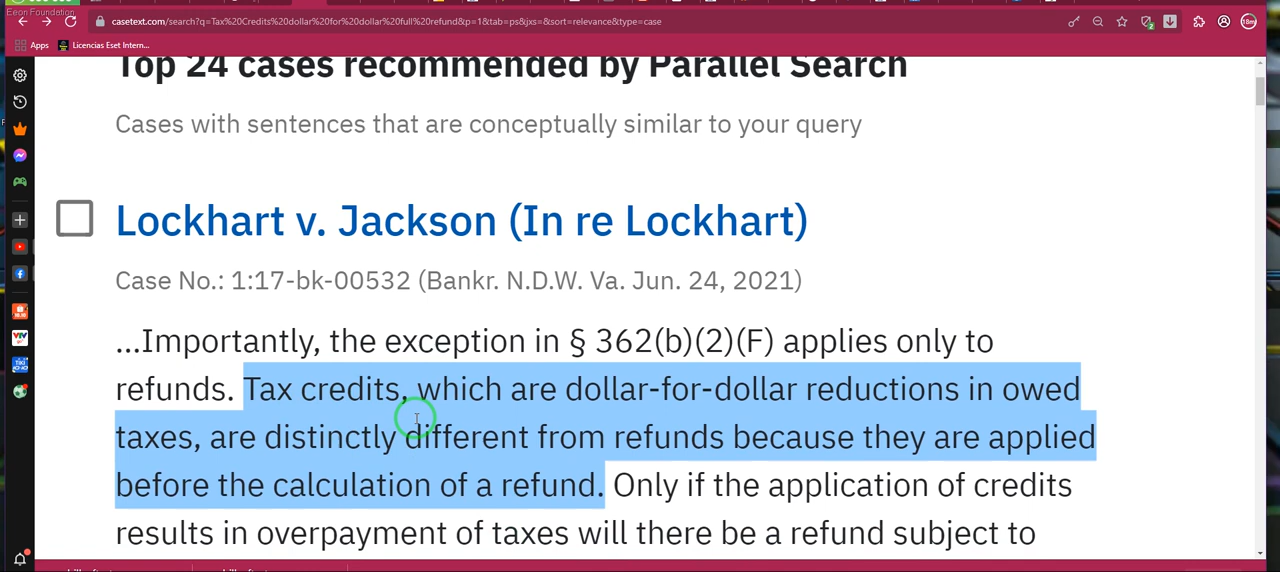 Eeon Foundation
casetext.com/search?q=Tax%20Credits%20dollar%20for%20dollar%20full%20refund&p=1&tab=ps&jxs=&sort=relevance&type=case
Apps Licencias Eset Intern...
Top 24 cases recommended by Parallel Search
Cases with sentences that are conceptually similar to your query
Lockhart v. Jackson (In re Lockhart)
Case No.: 1:17-bk-00532 (Bankr. N.D.W. Va. Jun. 24, 2021)
...Importantly, the exception in § 362(b)(2)(F) applies only to
refunds. Tax credits, which are dollar-for-dollar reductions in owed
taxes, are distinctly different from refunds because they are applied
before the calculation of a refund. Only if the application of credits
results in overpayment of taxes will there be a refund subject to